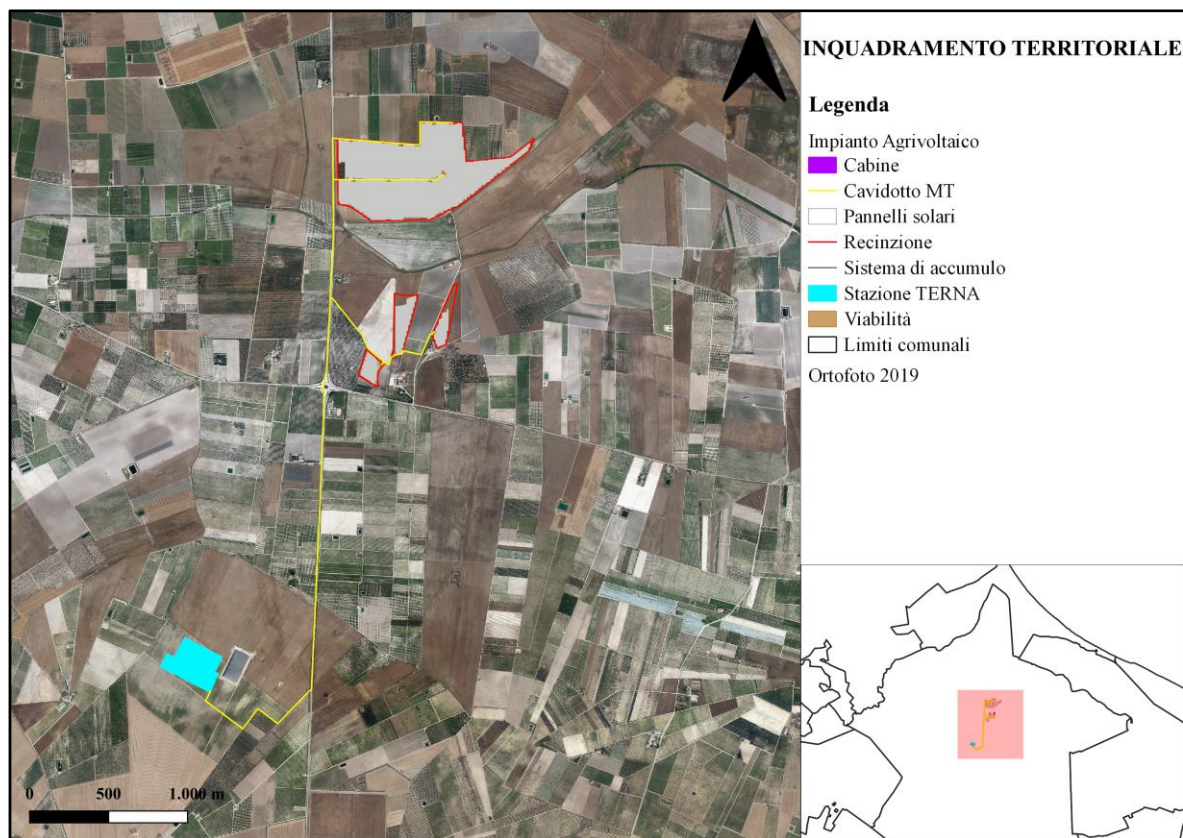 INQUADRAMENTO TERRITORIALE
Legenda
Impianto Agrivoltaico
Cabine
Cavidotto MT
Pannelli solari
Recinzione
Sistema di accumulo
Stazione TERNA
Viabilità
Limiti comunali
Ortofoto 2019
0 500 1.000 m